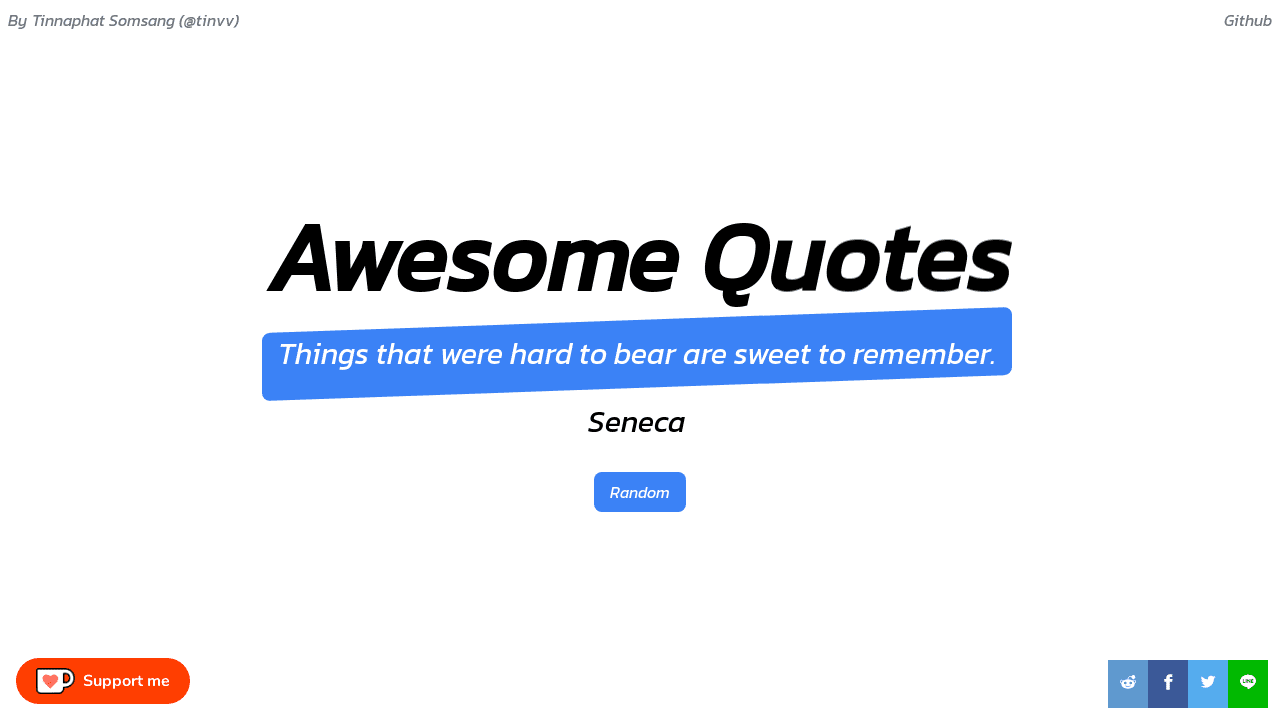 By Tinnaphat Somsang (@tinvv)
Github
Awesome Quotes
Things that were hard to bear are sweet to remember.
Seneca
Random
Support me
LINE